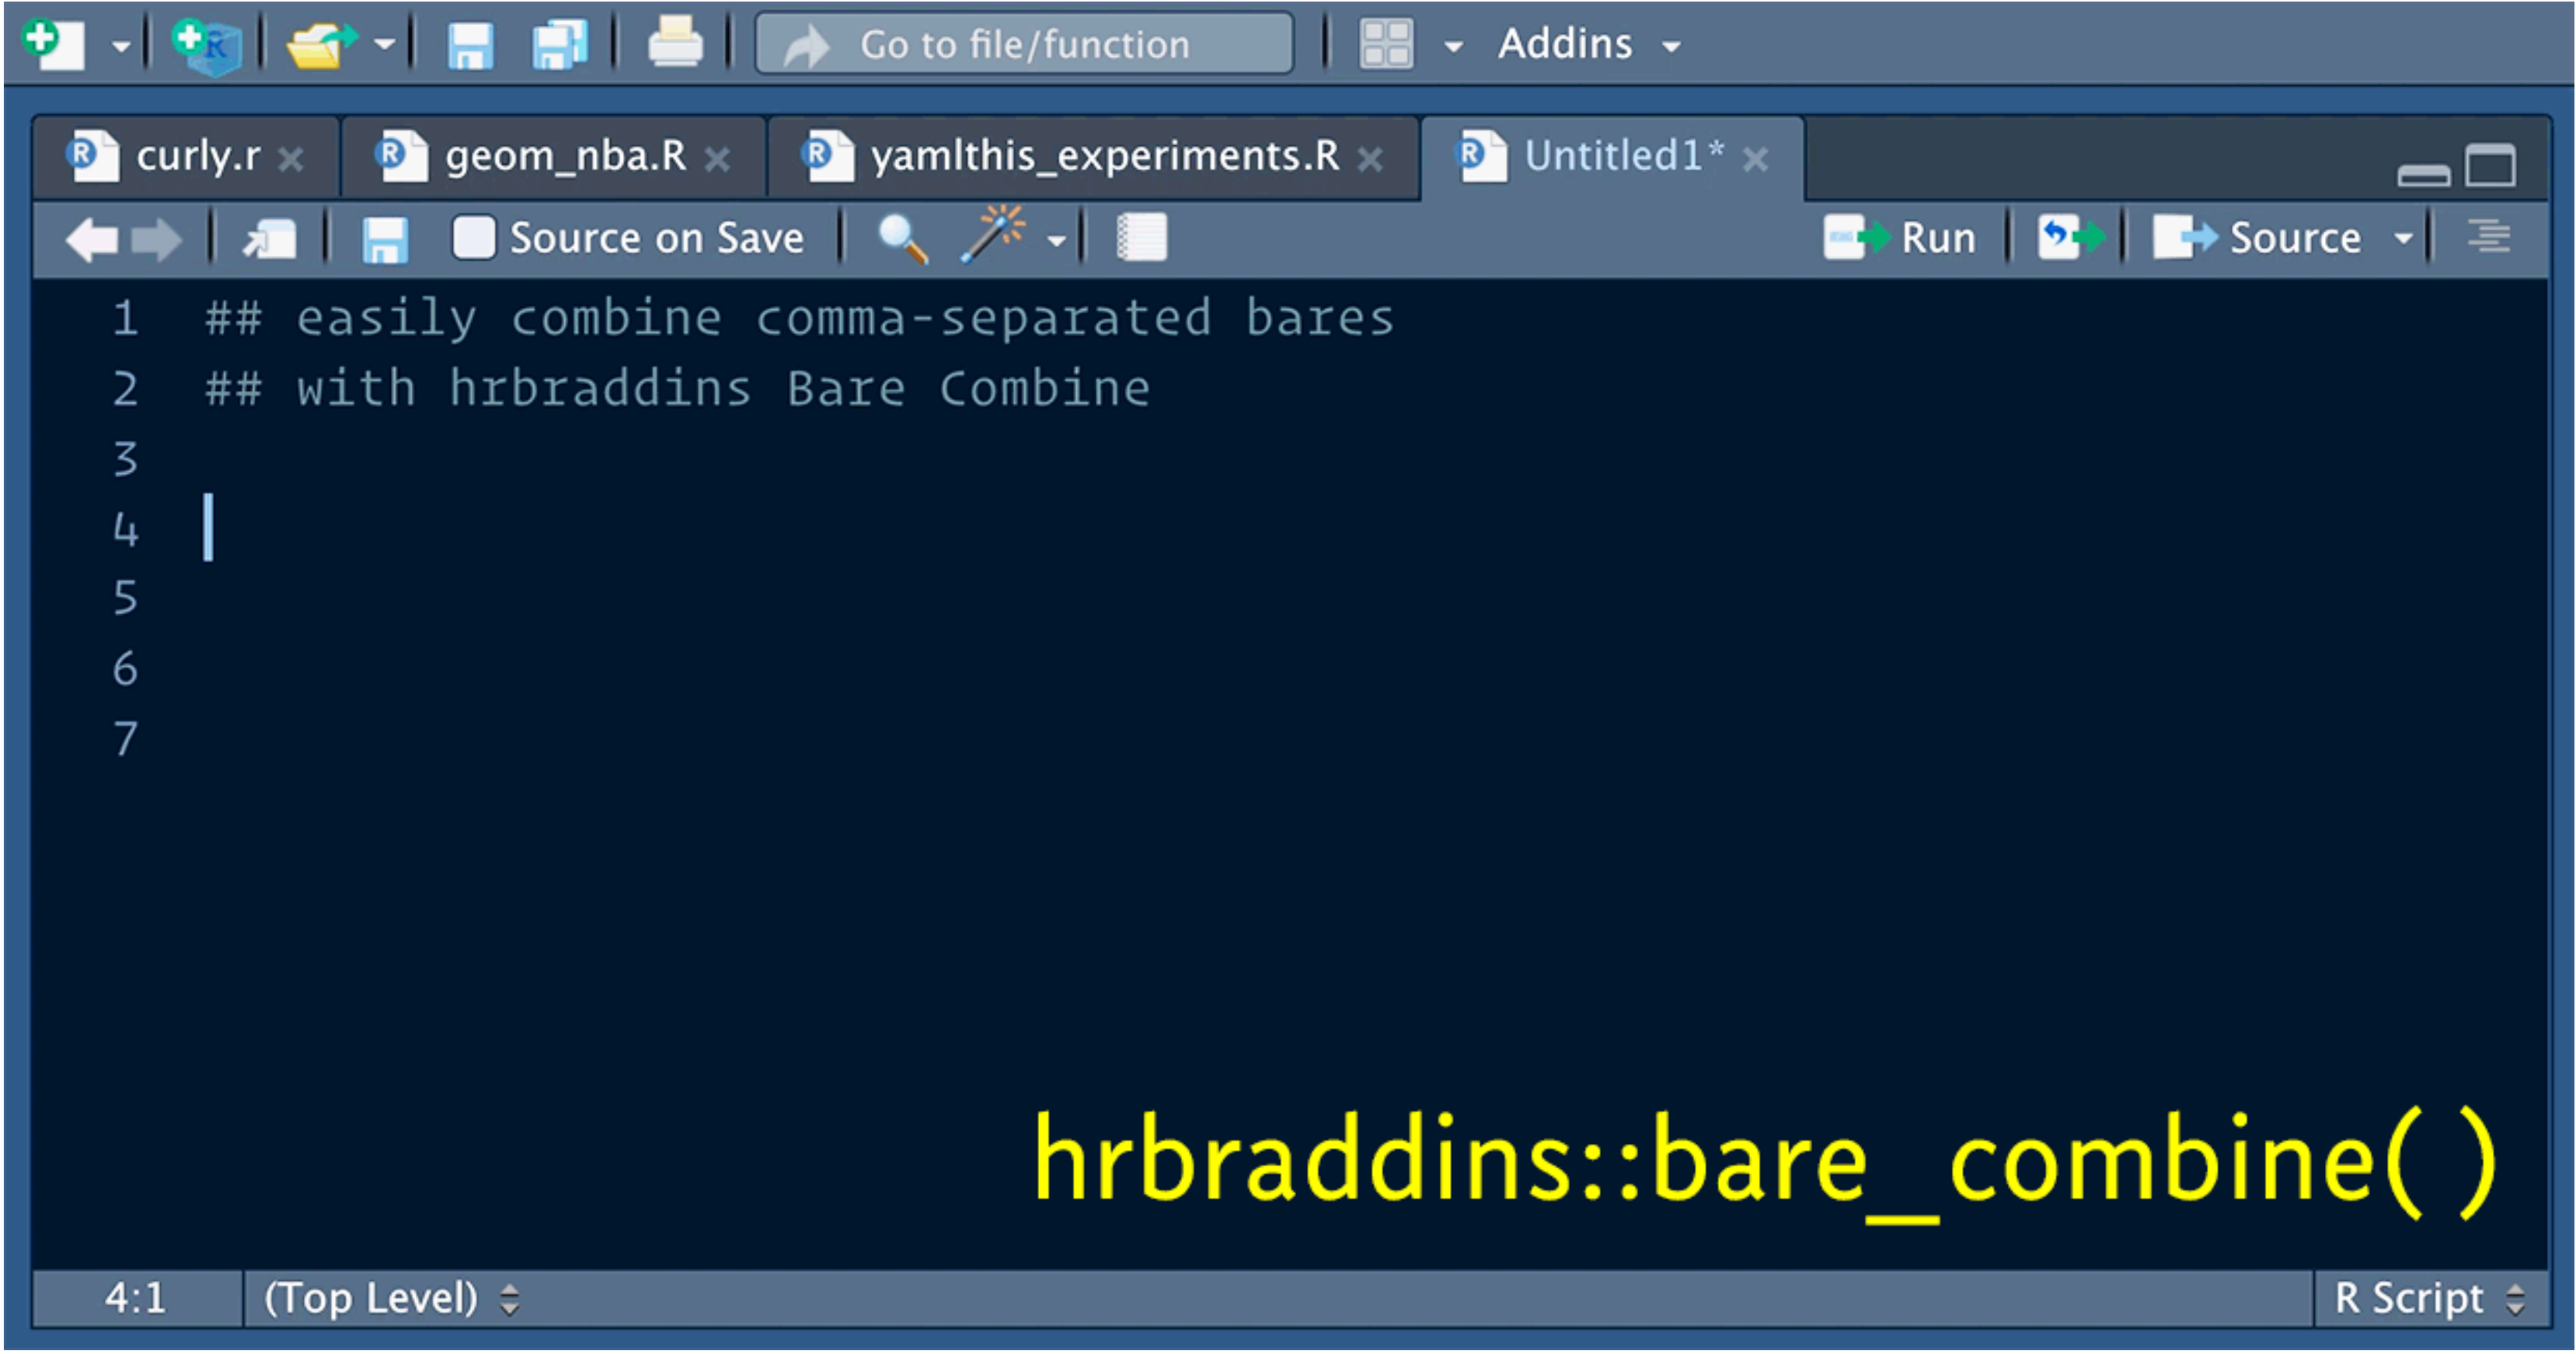 Go to file/function
Addins
curly.r
geom_nba.R
yamlthis_experiments.R
Untitled1*
Source on Save
Run
Source
1 ## easily combine comma-separated bares
2 ## with hrbraddins Bare Combine
3
4
5
6
7
hrbraddins::bare_combine()
4:1
(Top Level)
R Script